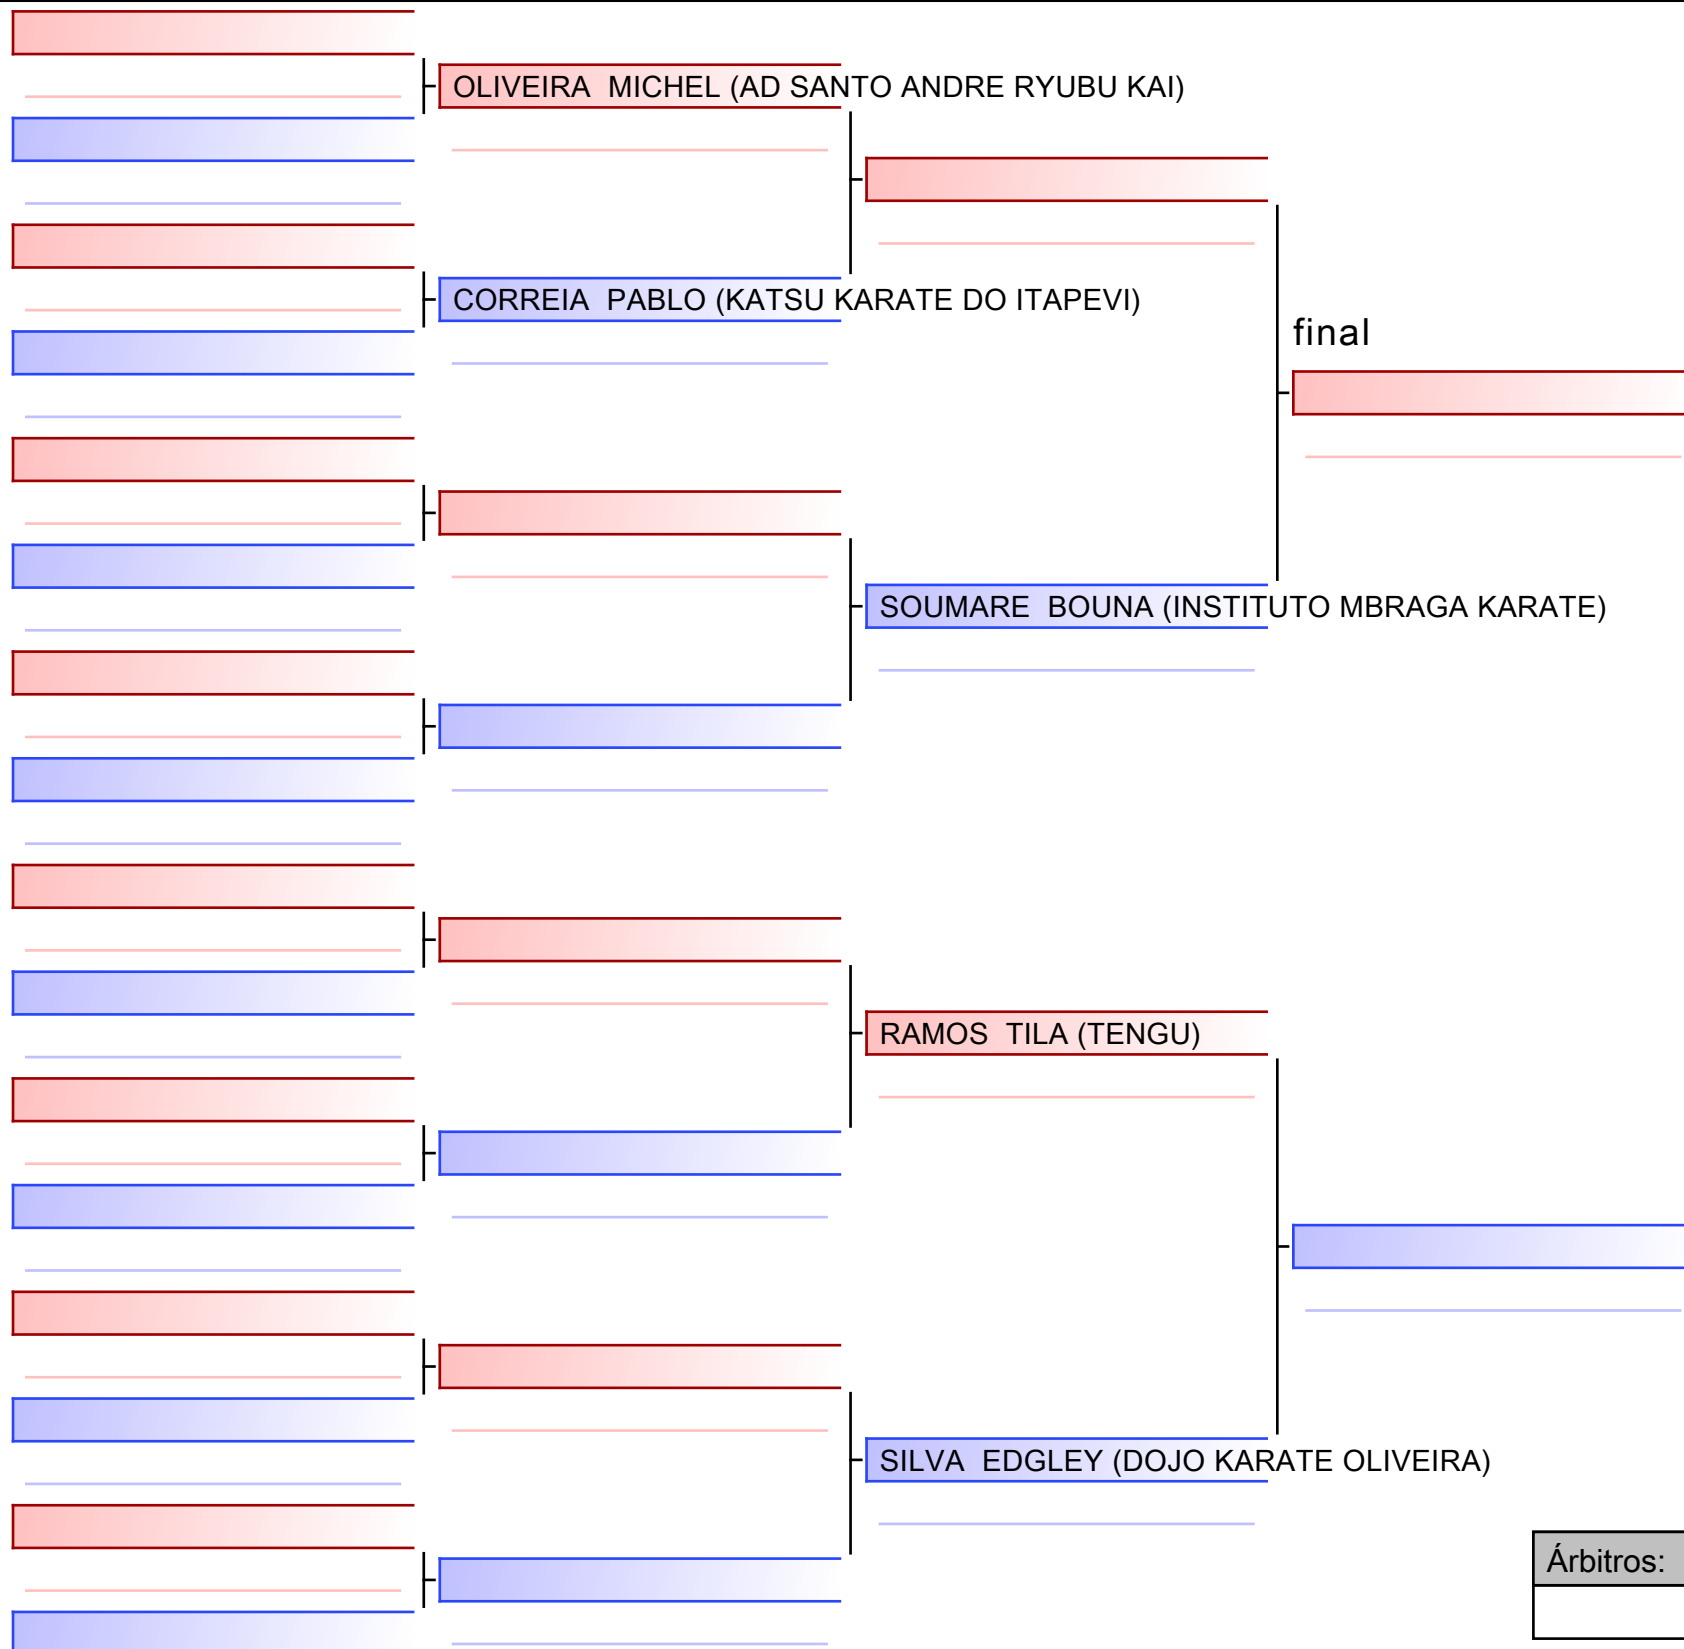 OLIVEIRA  MICHEL (AD SANTO ANDRE RYUBU KAI)
CORREIA  PABLO (KATSU KARATE DO ITAPEVI)
final
SOUMARE  BOUNA (INSTITUTO MBRAGA KARATE)
RAMOS  TILA (TENGU)
SILVA  EDGLEY (DOJO KARATE OLIVEIRA)
Árbitros: